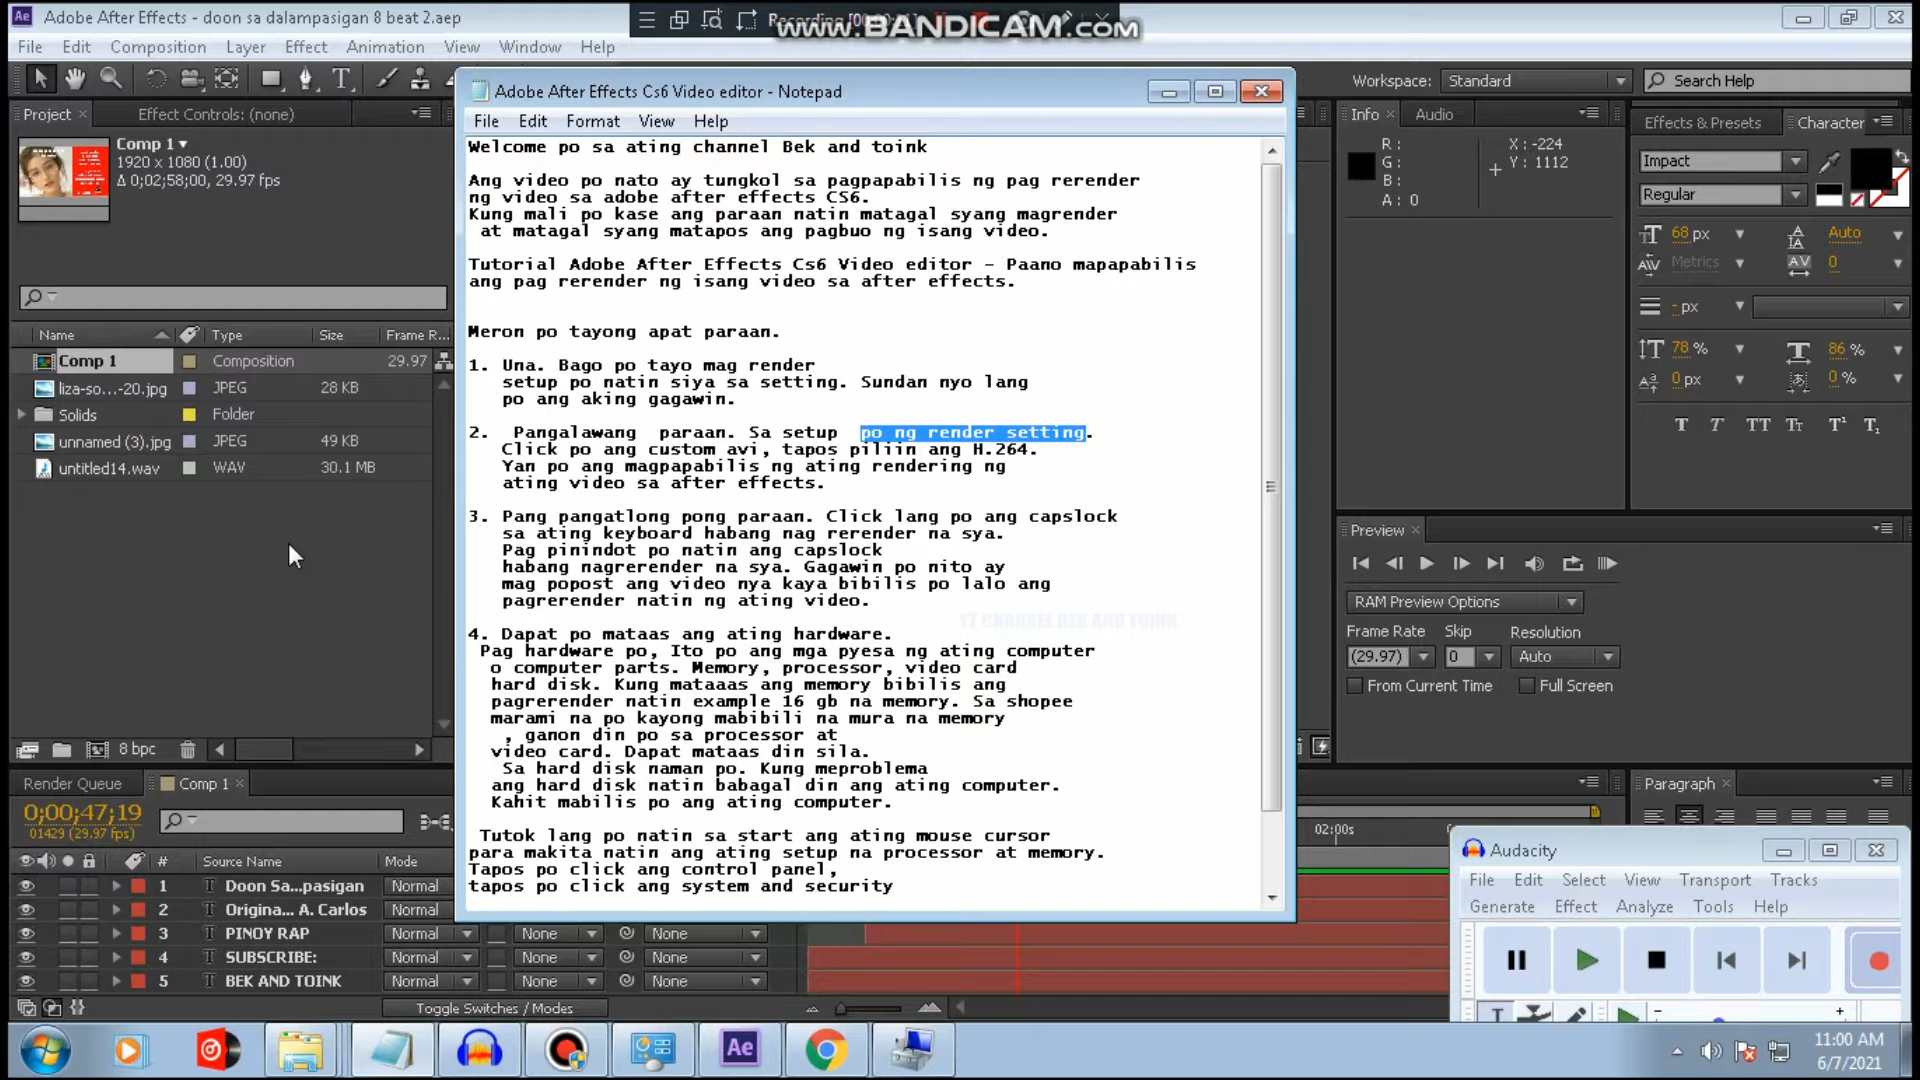 Adobe After Effects - doon sa dalampasigan 8 beat 2.aep
www.BANDICAM.com
File Edit Composition Layer Effect Animation View Window Help
Workspace: Standard
Search Help
Project
Effect Controls: (none)
Comp 1
1920 x 1080 (1.00)
Δ 0;02;58;00, 29.97 fps
Name Type Size Frame R...
Comp 1 Composition 29.97
liza-so...-20.jpg JPEG 28 KB
Solids Folder
unnamed (3).jpg JPEG 49 KB
untitled14.wav WAV 30.1 MB
8 bpc
Adobe After Effects Cs6 Video editor - Notepad
File Edit Format View Help
Welcome po sa ating channel Bek and toink
Ang video po nato ay tungkol sa pagpapabilis ng pag rerender
ng video sa adobe after effects CS6.
Kung mali po kase ang paraan natin matagal syang magrender
at matagal syang matapos ang pagbuo ng isang video.
Tutorial Adobe After Effects Cs6 Video editor - Paano mapapabilis
ang pag rerender ng isang video sa after effects.
Meron po tayong apat paraan.
1. Una. Bago po tayo mag render
setup po natin siya sa setting. Sundan nyo lang
po ang aking gagawin.
2. Pangalawang paraan. Sa setup po ng render setting.
Click po ang custom avi, tapos piliin ang H.264.
Yan po ang magpapabilis ng ating rendering ng
ating video sa after effects.
3. Pang pangatlong pong paraan. Click lang po ang capslock
sa ating keyboard habang nag rerender na sya.
Pag pinindot po natin ang capslock
habang nagrerender na sya. Gagawin po nito ay
mag popost ang video nya kaya bibilis po lalo ang
pagrerender natin ng ating video.
YT CHANNEL BEK AND TOINK
4. Dapat po mataas ang ating hardware.
Pag hardware po, Ito po ang mga pyesa ng ating computer
o computer parts. Memory, processor, video card
hard disk. Kung mataaas ang memory bibilis ang
pagrerender natin example 16 gb na memory. Sa shopee
marami na po kayong mabibili na mura na memory
, ganon din po sa processor at
video card. Dapat mataas din sila.
Sa hard disk naman po. Kung meproblema
ang hard disk natin babagal din ang ating computer.
Kahit mabilis po ang ating computer.
Tutok lang po natin sa start ang ating mouse cursor
para makita natin ang ating setup na processor at memory.
Tapos po click ang control panel,
tapos po click ang system and security
Info Audio
R : X : -224
G : Y : 1112
B :
A : 0
Effects & Presets Character
Impact
Regular
68 px Auto
Metrics 0
- px
78 % 86 %
0 px 0 %
T T TT Tт T¹ T₁
Preview
RAM Preview Options
Frame Rate Skip Resolution
(29.97) 0 Auto
From Current Time Full Screen
Render Queue Comp 1
0;00;47;19
01429 (29.97 fps)
02:00s
Paragraph
# Source Name Mode
1 Doon Sa...pasigan Normal
2 Origina... A. Carlos Normal
3 PINOY RAP Normal None None
4 SUBSCRIBE: Normal None None
5 BEK AND TOINK Normal None None
Toggle Switches / Modes
Audacity
File Edit Select View Transport Tracks
Generate Effect Analyze Tools Help
Ae
11:00 AM
6/7/2021